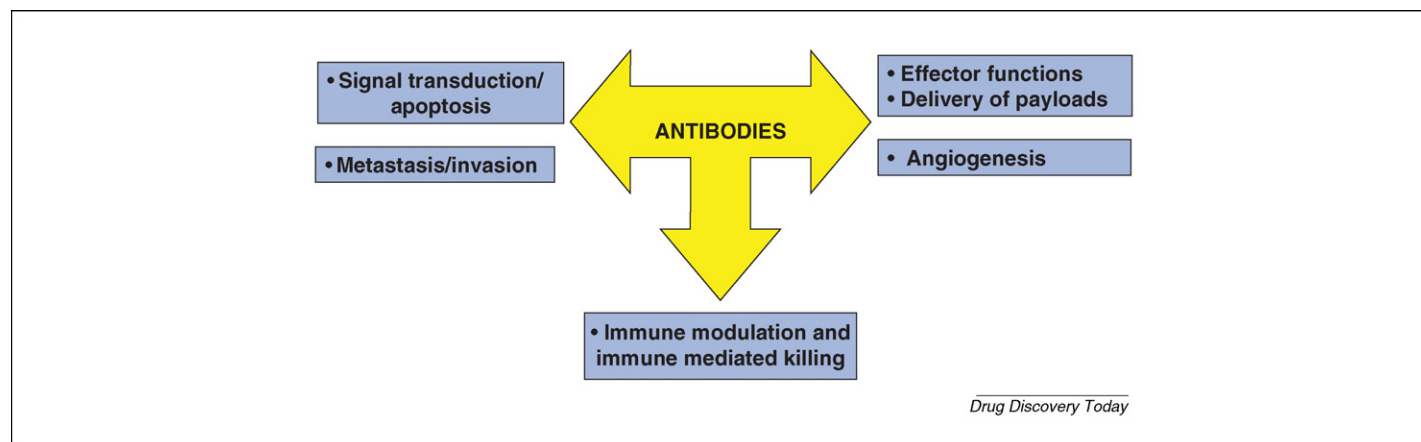 • Signal transduction/
apoptosis
• Metastasis/invasion
ANTIBODIES
• Effector functions
• Delivery of payloads
• Angiogenesis
• Immune modulation and
immune mediated killing
Drug Discovery Today